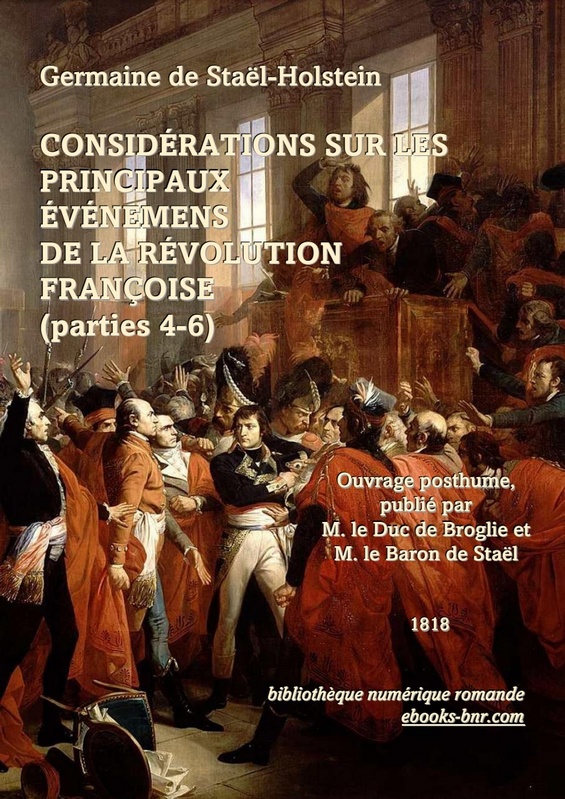 Germaine de Staël-Holstein
CONSIDÉRATIONS SUR LES
PRINCIPAUX
ÉVÉNEMENS
DE LA RÉVOLUTION
FRANÇOISE
(parties 4-6)
Ouvrage posthume,
publié par
M. le Duc de Broglie et
M. le Baron de Staël
1818
bibliothèque numérique romande
ebooks-bnr.com